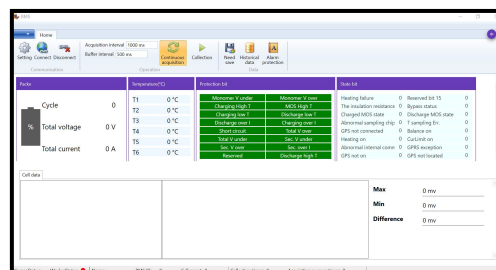 BMS
Home
Setting Connect Disconnect
Acquisition interval 1000 ms
Buffer interval 500 ms
Continuous acquisition
Collection
Need save
Historical data
Alarm protection
Communication
Operation
Data
Packs
Cycle 0
% Total voltage 0 V
Total current 0 A
Temperature(°C)
T1 0 °C
T2 0 °C
T3 0 °C
T4 0 °C
T5 0 °C
T6 0 °C
Protection bit
Monomer V under Monomer V over
Charging High T MOS High T
Charging low T Discharge low T
Discharge over I Charging over I
Short circuit Total V over
Total V under Sec. V under
Sec. V over Sec. over I
Reserved Discharge high T
State bit
Heating failure 0 Reserved bit 15 0
The insulation resistance 0 Bypass status 0
Charged MOS state 0 Discharge MOS state 0
Abnormal sampling chip 0 T sampling Err. 0
GPS not connected 0 Balance on 0
Heating on 0 CurLimit on 0
Abnormal internal comm 0 GPRS exception 0
GPS not on 0 GPS not located 0
Cell data
Max 0 mv
Min 0 mv
Difference 0 mv